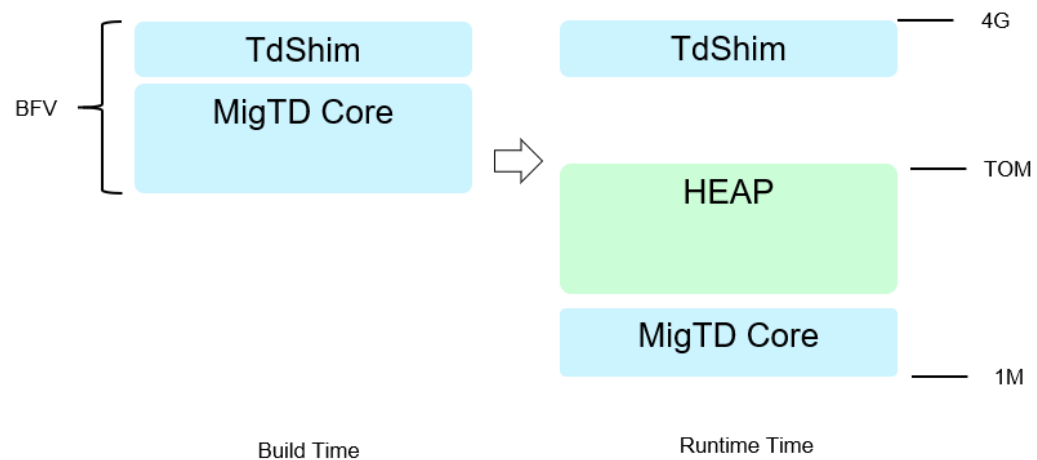 TdShim
MigTD Core
BFV
Build Time
TdShim
4G
TOM
HEAP
MigTD Core
1M
Runtime Time